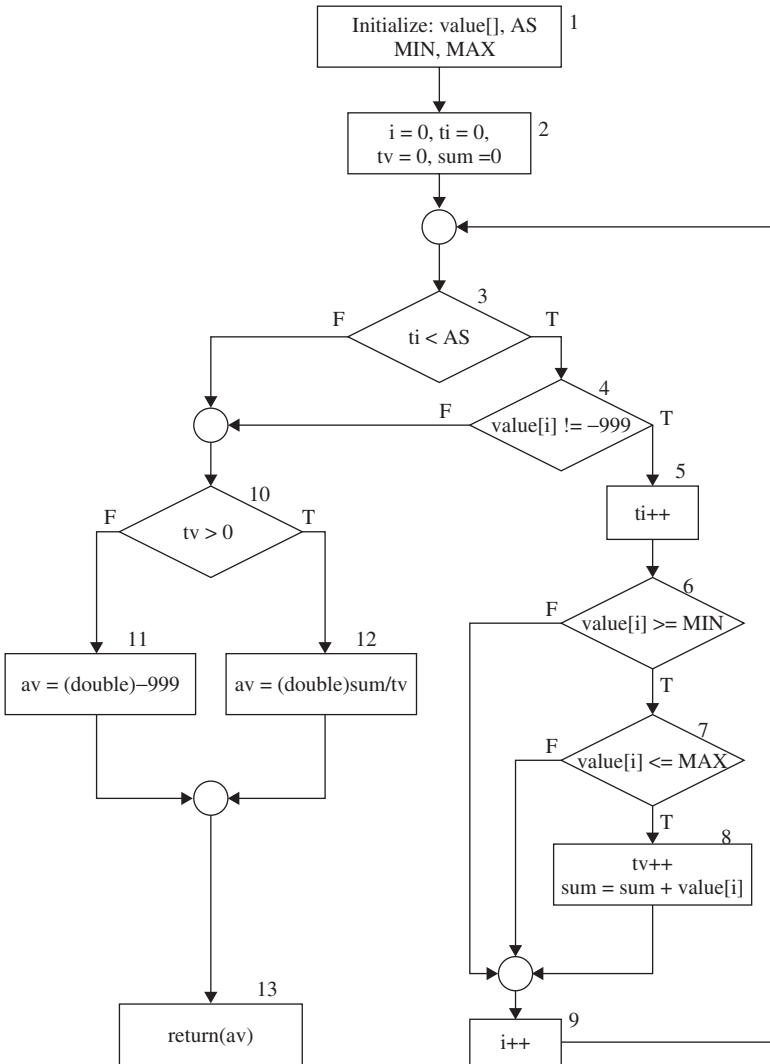 Initialize: value[], AS
MIN, MAX
1
i = 0, ti = 0,
tv = 0, sum =0
2
3
F
T
ti < AS
4
F
T
value[i] != −999
5
ti++
10
F
T
tv > 0
6
F
value[i] >= MIN
T
11
av = (double)−999
12
av = (double)sum/tv
7
F
value[i] <= MAX
T
8
tv++
sum = sum + value[i]
13
return(av)
9
i++